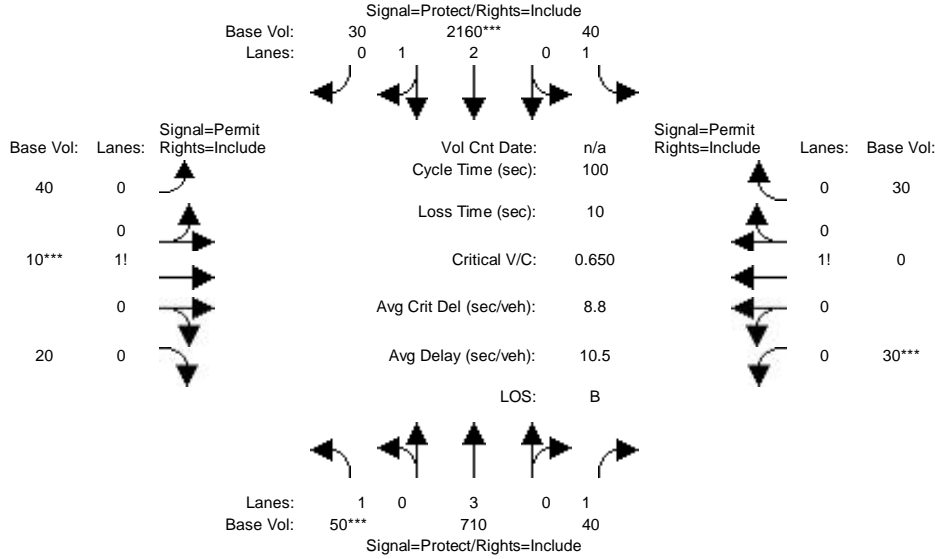 Signal=Protect/Rights=Include
Base Vol: 30 2160*** 40
Lanes: 0 1 2 0 1
Signal=Permit
Rights=Include
Base Vol: Lanes:
40 0
0
10*** 1!
0
20 0
Vol Cnt Date: n/a
Cycle Time (sec): 100
Loss Time (sec): 10
Critical V/C: 0.650
Avg Crit Del (sec/veh): 8.8
Avg Delay (sec/veh): 10.5
LOS: B
Signal=Permit
Rights=Include
Lanes: Base Vol:
0 30
0
1! 0
0
0 30***
Lanes: 1 0 3 0 1
Base Vol: 50*** 710 40
Signal=Protect/Rights=Include